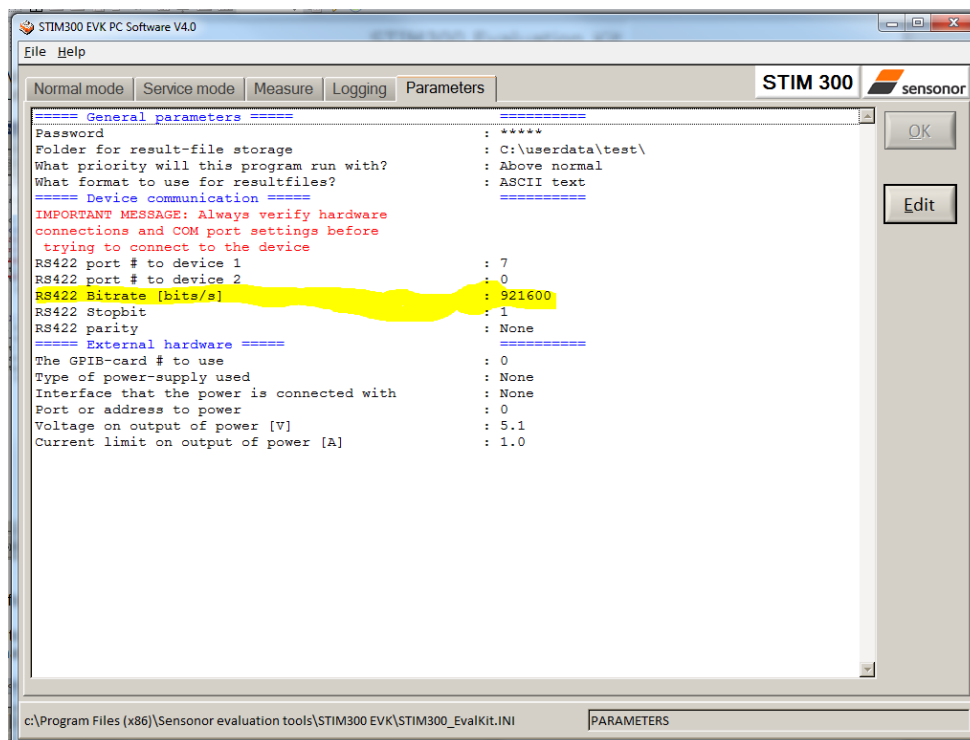 STIM300 EVK PC Software V4.0
File Help
Normal mode Service mode Measure Logging Parameters
STIM 300 sensonor
===== General parameters ===== ==========
Password : *****
Folder for result-file storage : C:\userdata\test\
What priority will this program run with? : Above normal
What format to use for resultfiles? : ASCII text
===== Device communication ===== ==========
IMPORTANT MESSAGE: Always verify hardware
connections and COM port settings before
trying to connect to the device
RS422 port # to device 1 : 7
RS422 port # to device 2 : 0
RS422 Bitrate [bits/s] : 921600
RS422 Stopbit : 1
RS422 parity : None
===== External hardware ===== ==========
The GPIB-card # to use : 0
Type of power-supply used : None
Interface that the power is connected with : None
Port or address to power : 0
Voltage on output of power [V] : 5.1
Current limit on output of power [A] : 1.0
OK
Edit
c:\Program Files (x86)\Sensonor evaluation tools\STIM300 EVK\STIM300_EvalKit.INI PARAMETERS